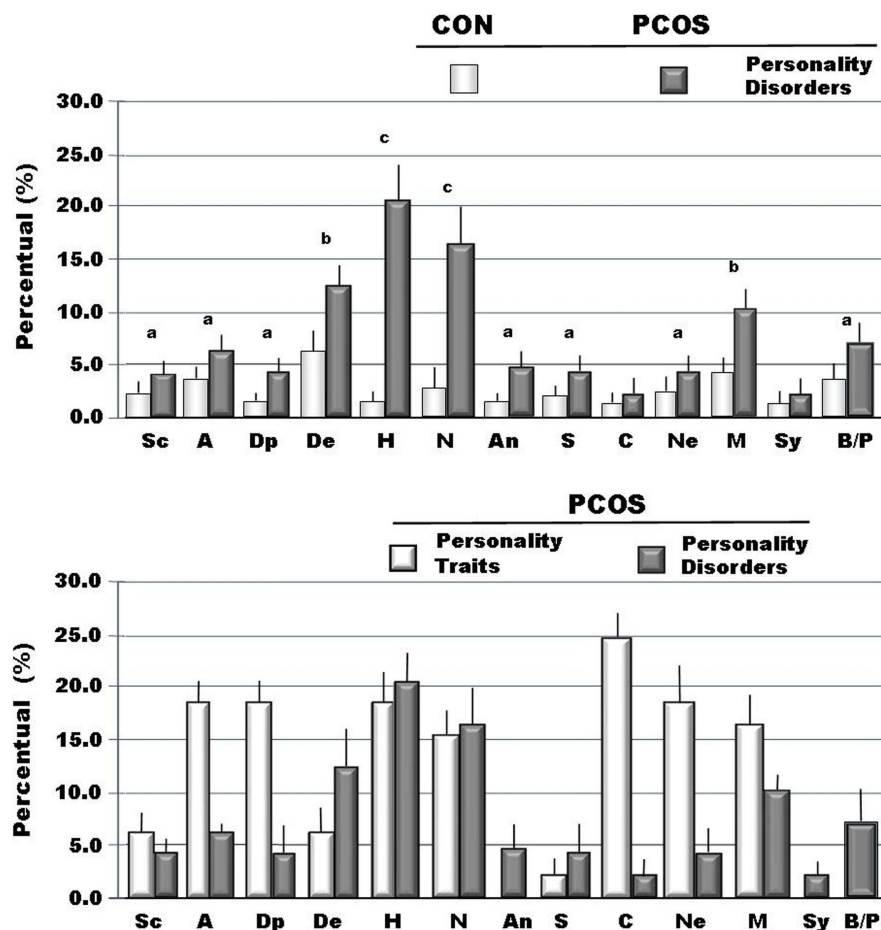 CON PCOS
Personality
Disorders
30.0
25.0
20.0
15.0
10.0
5.0
0.0
Percentual (%)
a a a b c c a a a b a
Sc A Dp De H N An S C Ne M Sy B/P
PCOS
Personality Personality
Traits Disorders
30.0
25.0
20.0
15.0
10.0
5.0
0.0
Percentual (%)
Sc A Dp De H N An S C Ne M Sy B/P